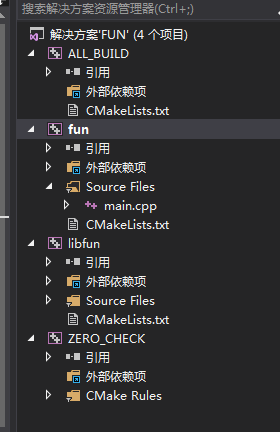 搜索解决方案资源管理器(Ctrl+;)
解决方案'FUN' (4 个项目)
ALL_BUILD
引用
外部依赖项
CMakeLists.txt
fun
引用
外部依赖项
Source Files
main.cpp
CMakeLists.txt
libfun
引用
外部依赖项
Source Files
CMakeLists.txt
ZERO_CHECK
引用
外部依赖项
CMake Rules